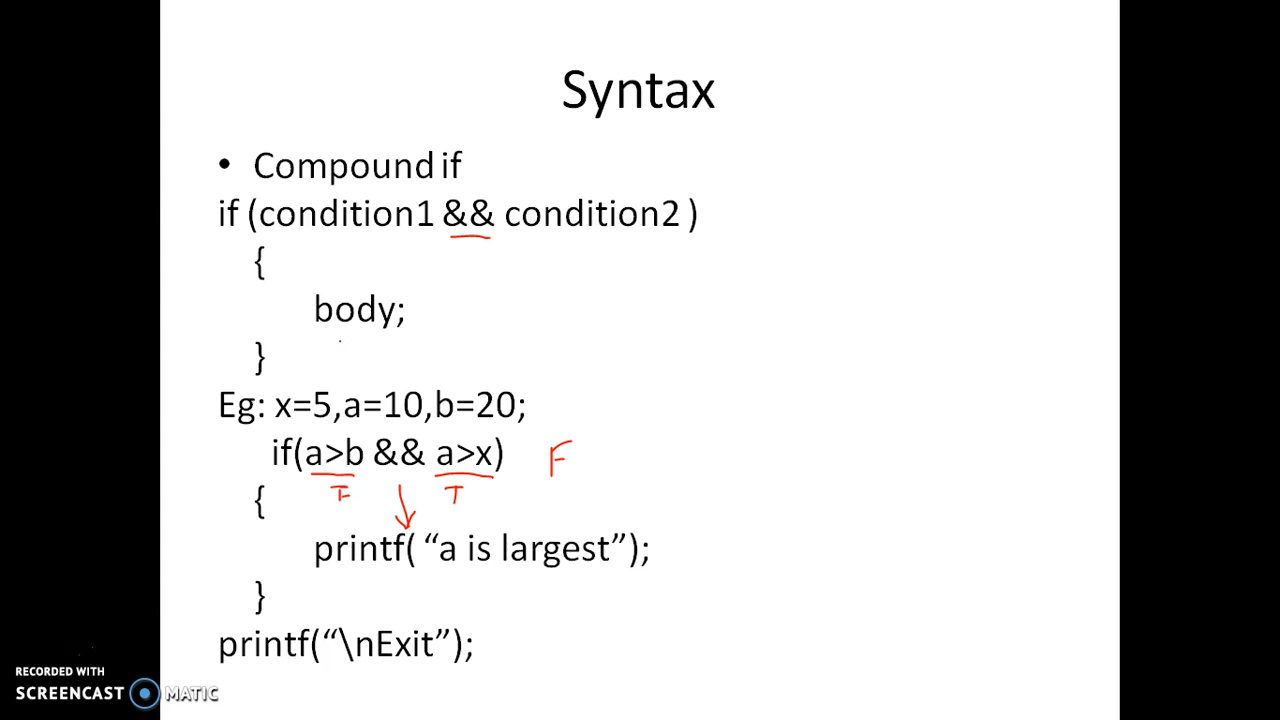 Syntax
• Compound if
if (condition1 && condition2 )
{
body;
}
Eg: x=5,a=10,b=20;
if(a>b && a>x) F
F T
{
printf( “a is largest”);
}
printf(“\nExit”);
RECORDED WITH
SCREENCAST MATIC